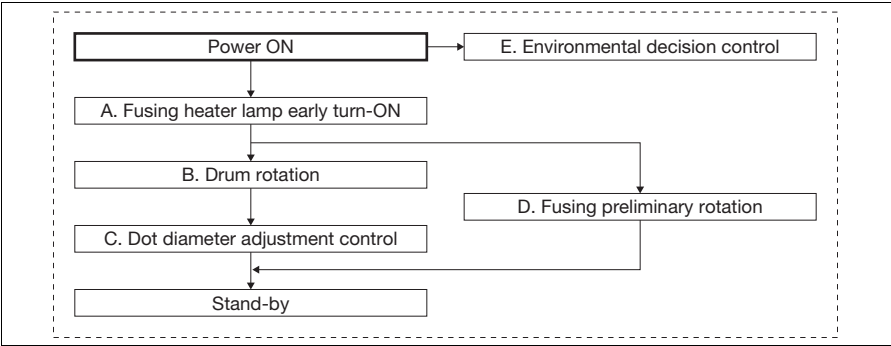 Power ON
E. Environmental decision control
A. Fusing heater lamp early turn-ON
B. Drum rotation
D. Fusing preliminary rotation
C. Dot diameter adjustment control
Stand-by